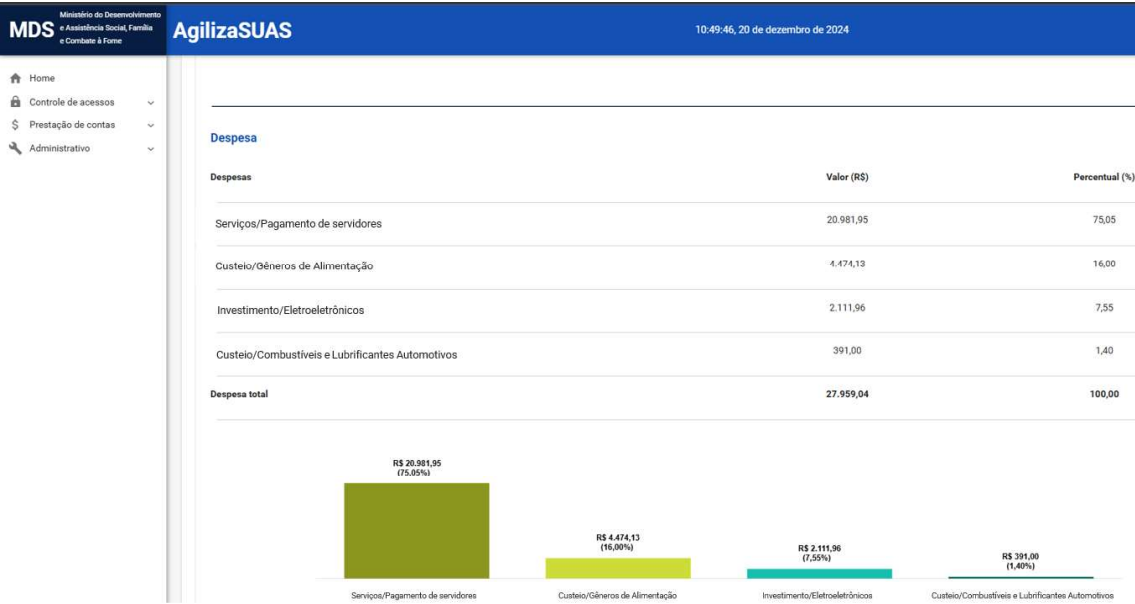 MDS
Ministério do Desenvolvimento
e Assistência Social, Família
e Combate à Fome
AgilizaSUAS
10:49:46, 20 de dezembro de 2024
Home
Controle de acessos
Prestação de contas
Administrativo
Despesa
Despesas Valor (R$) Percentual (%)
Serviços/Pagamento de servidores 20.981,95 75,05
Custeio/Gêneros de Alimentação 4.474,13 16,00
Investimento/Eletroeletrônicos 2.111,96 7,55
Custeio/Combustíveis e Lubrificantes Automotivos 391,00 1,40
Despesa total 27.959,04 100,00
R$ 20.981,95
(75,05%)
R$ 4.474,13
(16,00%)
R$ 2.111,96
(7,55%)
R$ 391,00
(1,40%)
Serviços/Pagamento de servidores
Custeio/Gêneros de Alimentação
Investimento/Eletroeletrônicos
Custeio/Combustíveis e Lubrificantes Automotivos